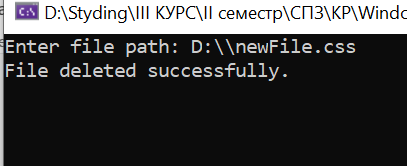 D:\Styding\III КУРС\II семестр\СПЗ\КР\Windo
Enter file path: D:\\newFile.css
File deleted successfully.